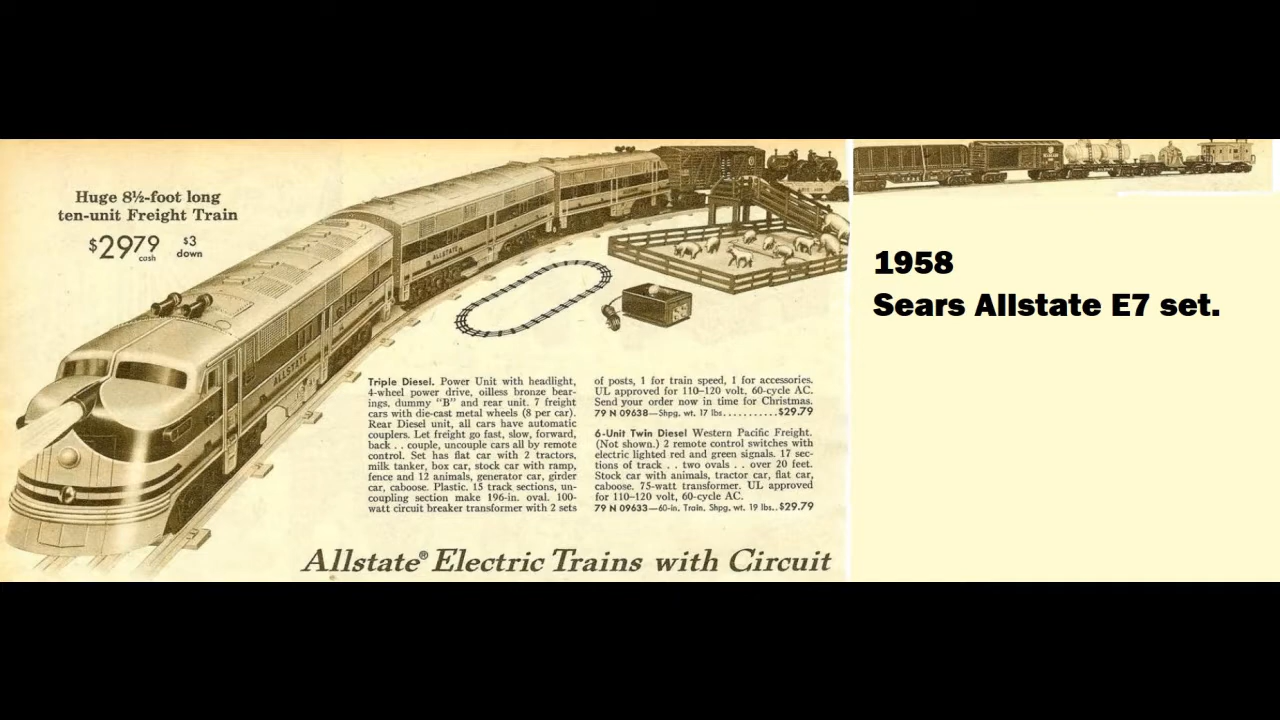 Huge 8½-foot long
ten-unit Freight Train
$29.79 cash $3 down
ALLSTATE
ALLSTATE
Triple Diesel. Power Unit with headlight,
4-wheel power drive, oilless bronze bear-
ings, dummy "B" and rear unit. 7 freight
cars with die-cast metal wheels (8 per car).
Rear Diesel unit, all cars have automatic
couplers. Let freight go fast, slow, forward,
back . . couple, uncouple cars all by remote
control. Set has flat car with 2 tractors,
milk tanker, box car, stock car with ramp,
fence and 12 animals, generator car, girder
car, caboose. Plastic. 15 track sections, un-
coupling section make 196-in. oval. 100-
watt circuit breaker transformer with 2 sets
of posts, 1 for train speed, 1 for accessories.
UL approved for 110–120 volt, 60-cycle AC.
Send your order now in time for Christmas.
79 N 09638—Shpg. wt. 17 lbs...........$29.79
6-Unit Twin Diesel Western Pacific Freight.
(Not shown.) 2 remote control switches with
electric lighted red and green signals. 17 sec-
tions of track . . two ovals . . over 20 feet.
Stock car with animals, tractor car, flat car,
caboose. 75-watt transformer. UL approved
for 110–120 volt, 60-cycle AC.
79 N 09633—60-in. Train. Shpg. wt. 19 lbs..$29.79
Allstate® Electric Trains with Circuit
1958
Sears Allstate E7 set.